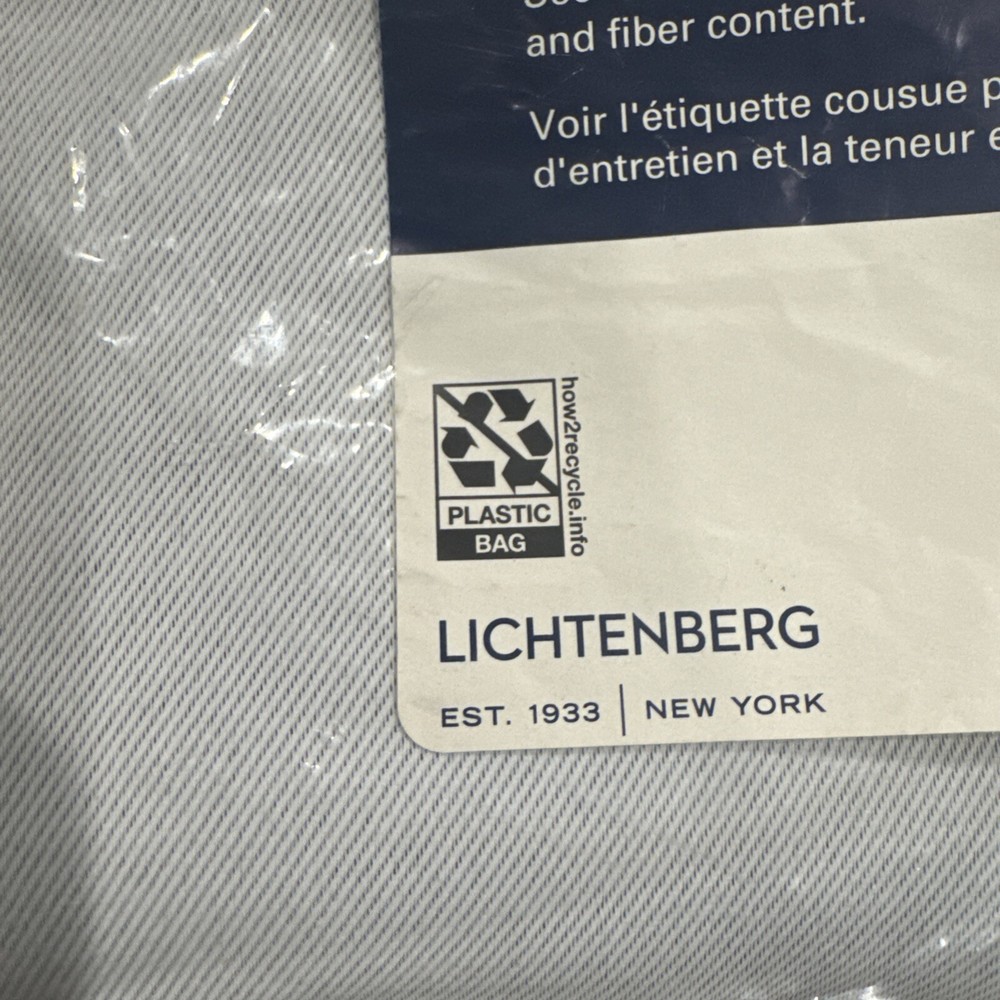 and fiber content.
Voir l'étiquette cousue
d'entretien et la teneur
how2recycle.info
PLASTIC
BAG
LICHTENBERG
EST. 1933 | NEW YORK